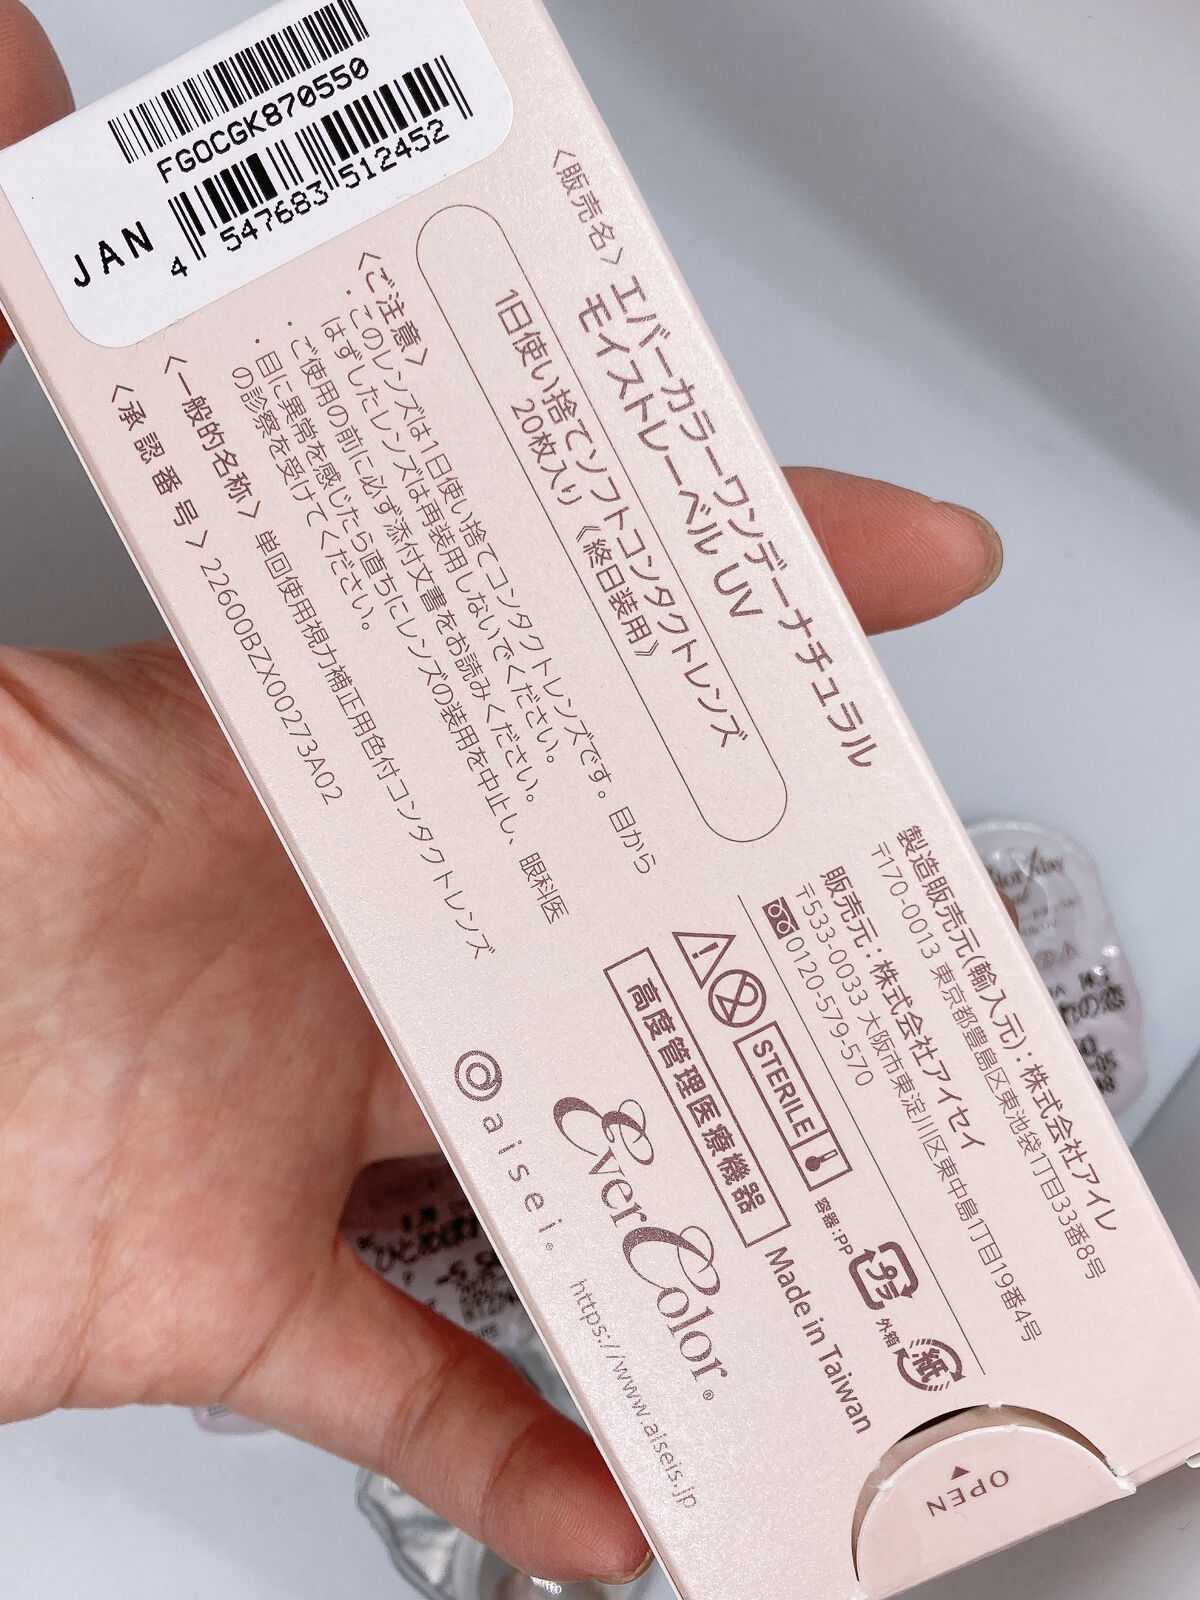 FGOCGK870550
JAN
4 547683 512452
〈販売名〉エバーカラーワンデーナチュラル
モイストレーベル UV
1日使い捨てソフトコンタクトレンズ
20枚入り《終日装用》
〈ご注意〉
・このレンズは1日使い捨てコンタクトレンズです。目から
はずしたレンズは再装用しないでください。
・ご使用の前に必ず添付文書をお読みください。
・目に異常を感じたら直ちにレンズの装用を中止し、眼科医
の診察を受けてください。
〈一般的名称〉単回使用視力補正用色付コンタクトレンズ
〈承認番号〉22600BZX00273A02
製造販売元(輸入元):株式会社アイレ
〒170-0013 東京都豊島区東池袋1丁目33番8号
販売元:株式会社アイセイ
〒533-0033 大阪市東淀川区東中島1丁目19番4号
0120-579-570
STERILE
高度管理医療機器
容器:PP
プラ
外箱
紙
Made in Taiwan
EverColor®
aisei®
https://www.aiseis.jp
OPEN